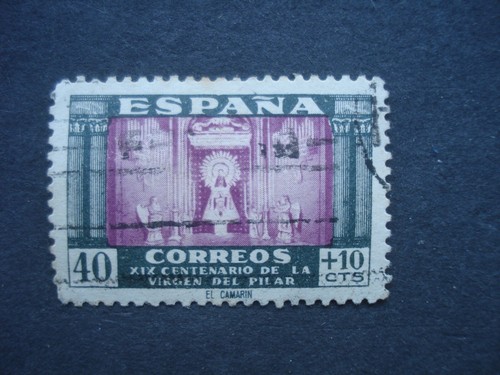 ESPAÑA
CORREOS
40 XIX CENTENARIO DE LA +10
VIRGEN DEL PILAR CTS
EL CAMARIN